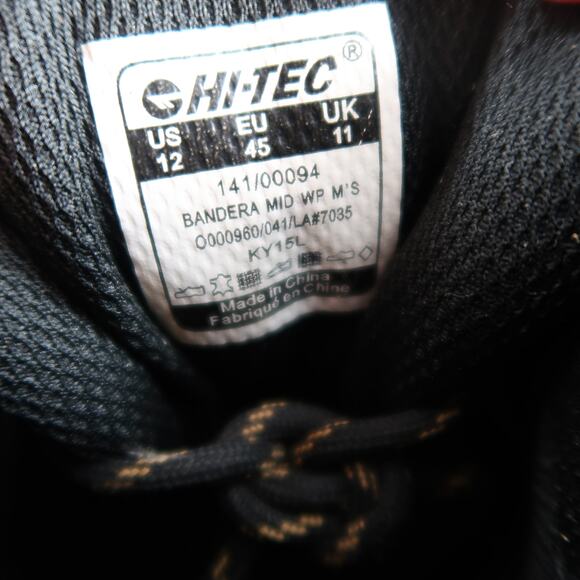 HI-TEC®
US EU UK
12 45 11
141/00094
BANDERA MID WP M'S
O000960/041/LA#7035
KY15L
Made in China
Fabriqué en Chine